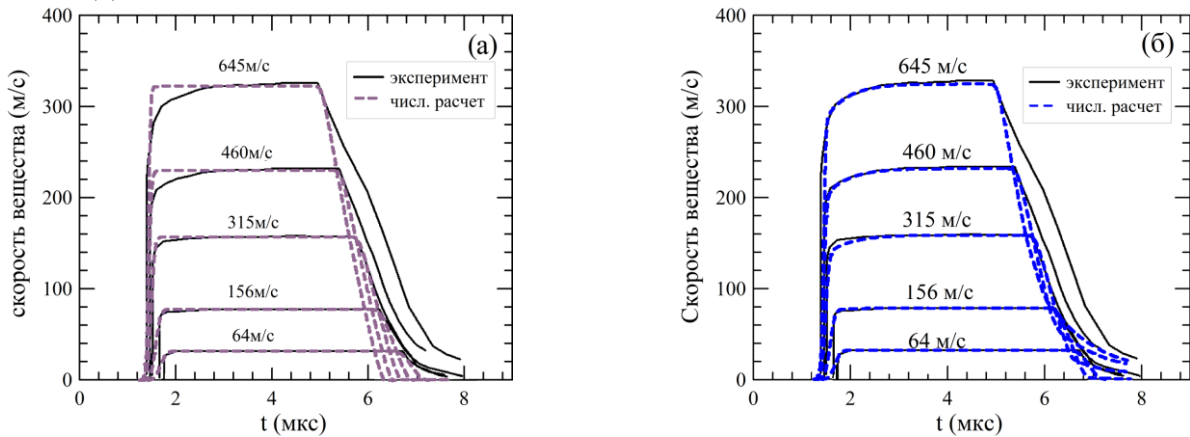 (а)
скорость вещества (м/с)
400
300
200
100
0
645м/с
460м/с
315м/с
156м/с
64м/с
эксперимент
числ. расчет
0 2 4 6 8
t (мкс)
(б)
Скорость вещества (м/с)
400
300
200
100
0
645 м/с
460 м/с
315 м/с
156 м/с
64 м/с
эксперимент
числ. расчет
0 2 4 6 8
t (мкс)